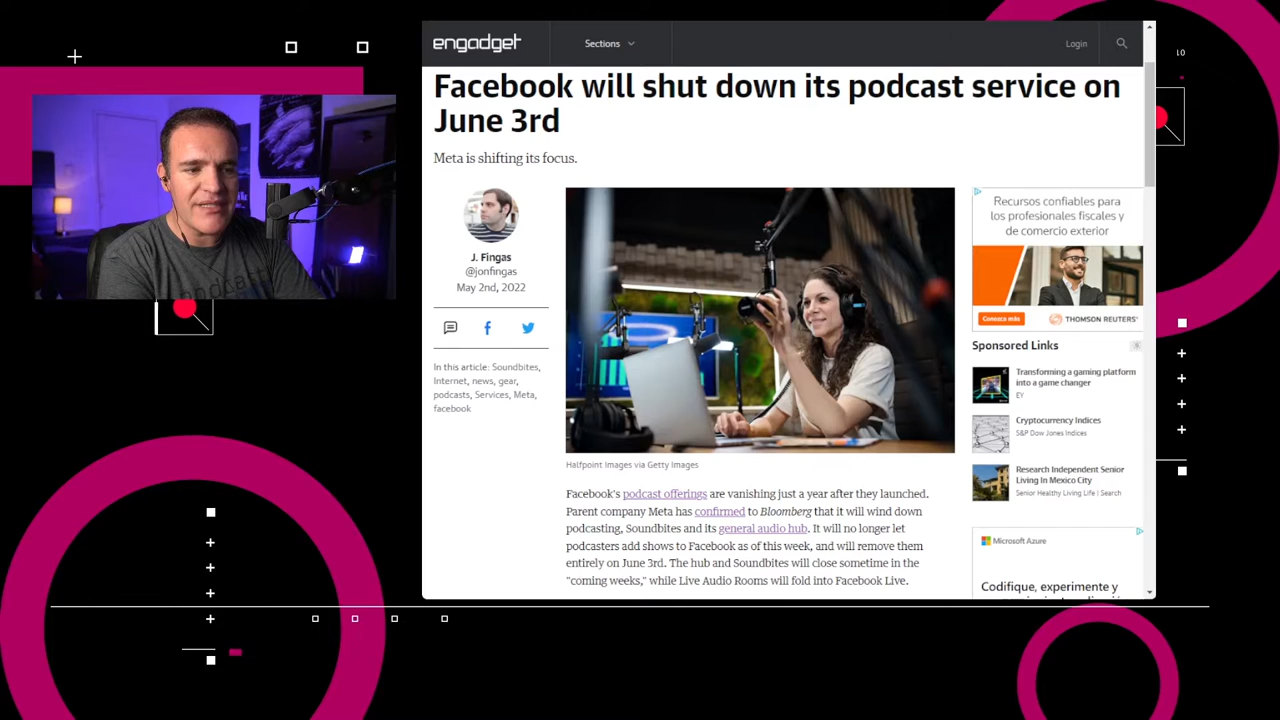 engadget
Sections
Login
Facebook will shut down its podcast service on
June 3rd
Meta is shifting its focus.
J. Fingas
@jonfingas
May 2nd, 2022
In this article: Soundbites,
Internet, news, gear,
podcasts, Services, Meta,
facebook
Halfpoint Images via Getty Images
Facebook's podcast offerings are vanishing just a year after they launched.
Parent company Meta has confirmed to Bloomberg that it will wind down
podcasting, Soundbites and its general audio hub. It will no longer let
podcasters add shows to Facebook as of this week, and will remove them
entirely on June 3rd. The hub and Soundbites will close sometime in the
"coming weeks," while Live Audio Rooms will fold into Facebook Live.
Recursos confiables para
los profesionales fiscales y
de comercio exterior
Conozca más
THOMSON REUTERS
Sponsored Links
Transforming a gaming platform
into a game changer
EY
Cryptocurrency Indices
S&P Dow Jones Indices
Research Independent Senior
Living In Mexico City
Senior Healthy Living Life | Search
Microsoft Azure
Codifique, experimente y
10